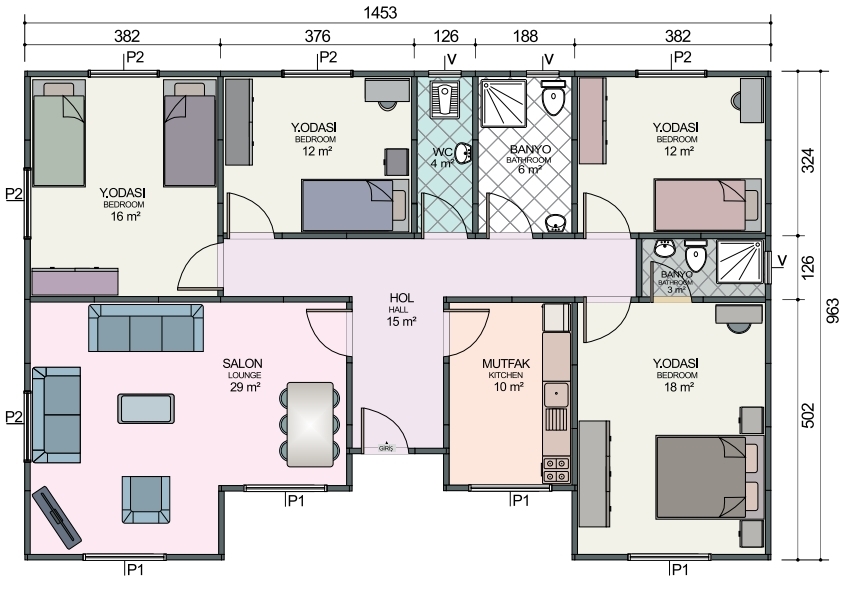 1453
382
376
126
188
382
P2
P2
V
V
P2
Y.ODASI
BEDROOM
12 m²
WC
4 m²
BANYO
BATHROOM
6 m²
Y.ODASI
BEDROOM
12 m²
324
P2
Y.ODASI
BEDROOM
16 m²
V
126
BANYO
BATHROOM
3 m²
963
HOL
HALL
15 m²
SALON
LOUNGE
29 m²
MUTFAK
KITCHEN
10 m²
Y.ODASI
BEDROOM
18 m²
502
P2
GİRİŞ
P1
P1
P1
P1